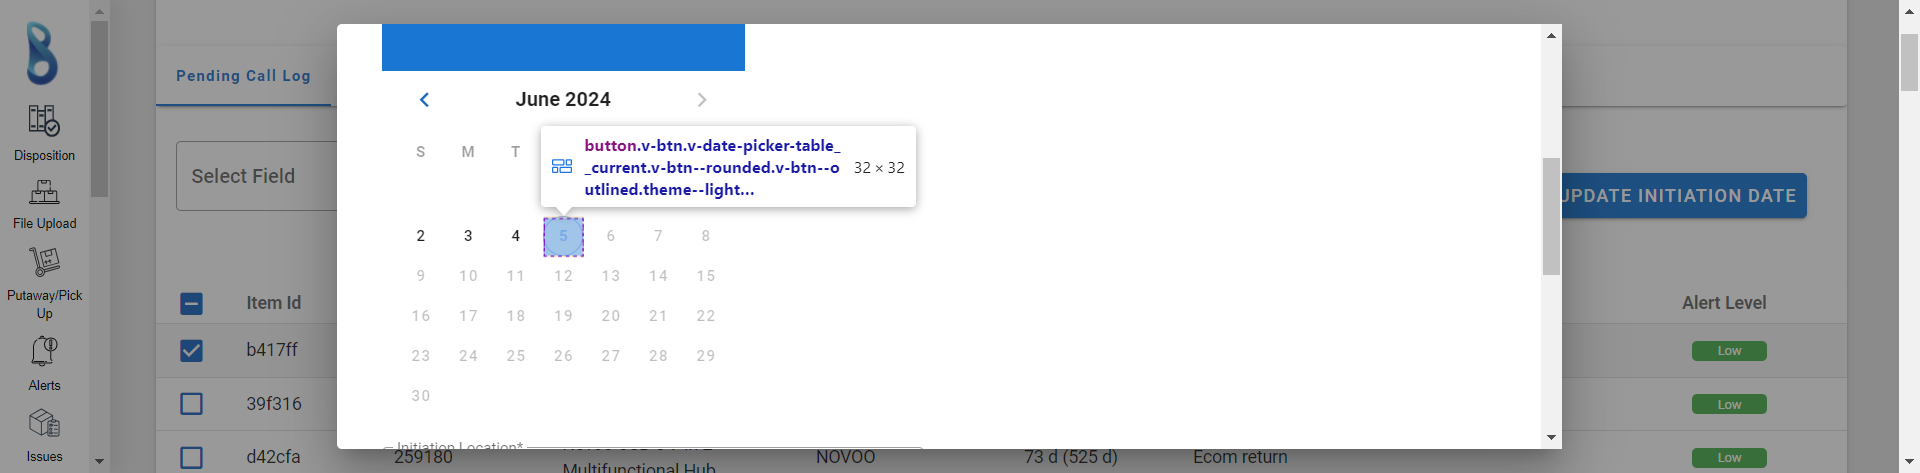 Disposition
File Upload
Putaway/Pick
Up
Alerts
Issues
Pending Call Log
Select Field
UPDATE INITIATION DATE
June 2024
S M T
button.v-btn.v-date-picker-table_
_current.v-btn--rounded.v-btn--o
utlined.theme--light...
32 × 32
2 3 4 5 6 7 8
9 10 11 12 13 14 15
16 17 18 19 20 21 22
23 24 25 26 27 28 29
30
Initiation Location*
Item Id Alert Level
b417ff Low
39f316 Low
d42cfa 259180 NOVOO 73 d (525 d) Ecom return Low
Multifunctional Hub